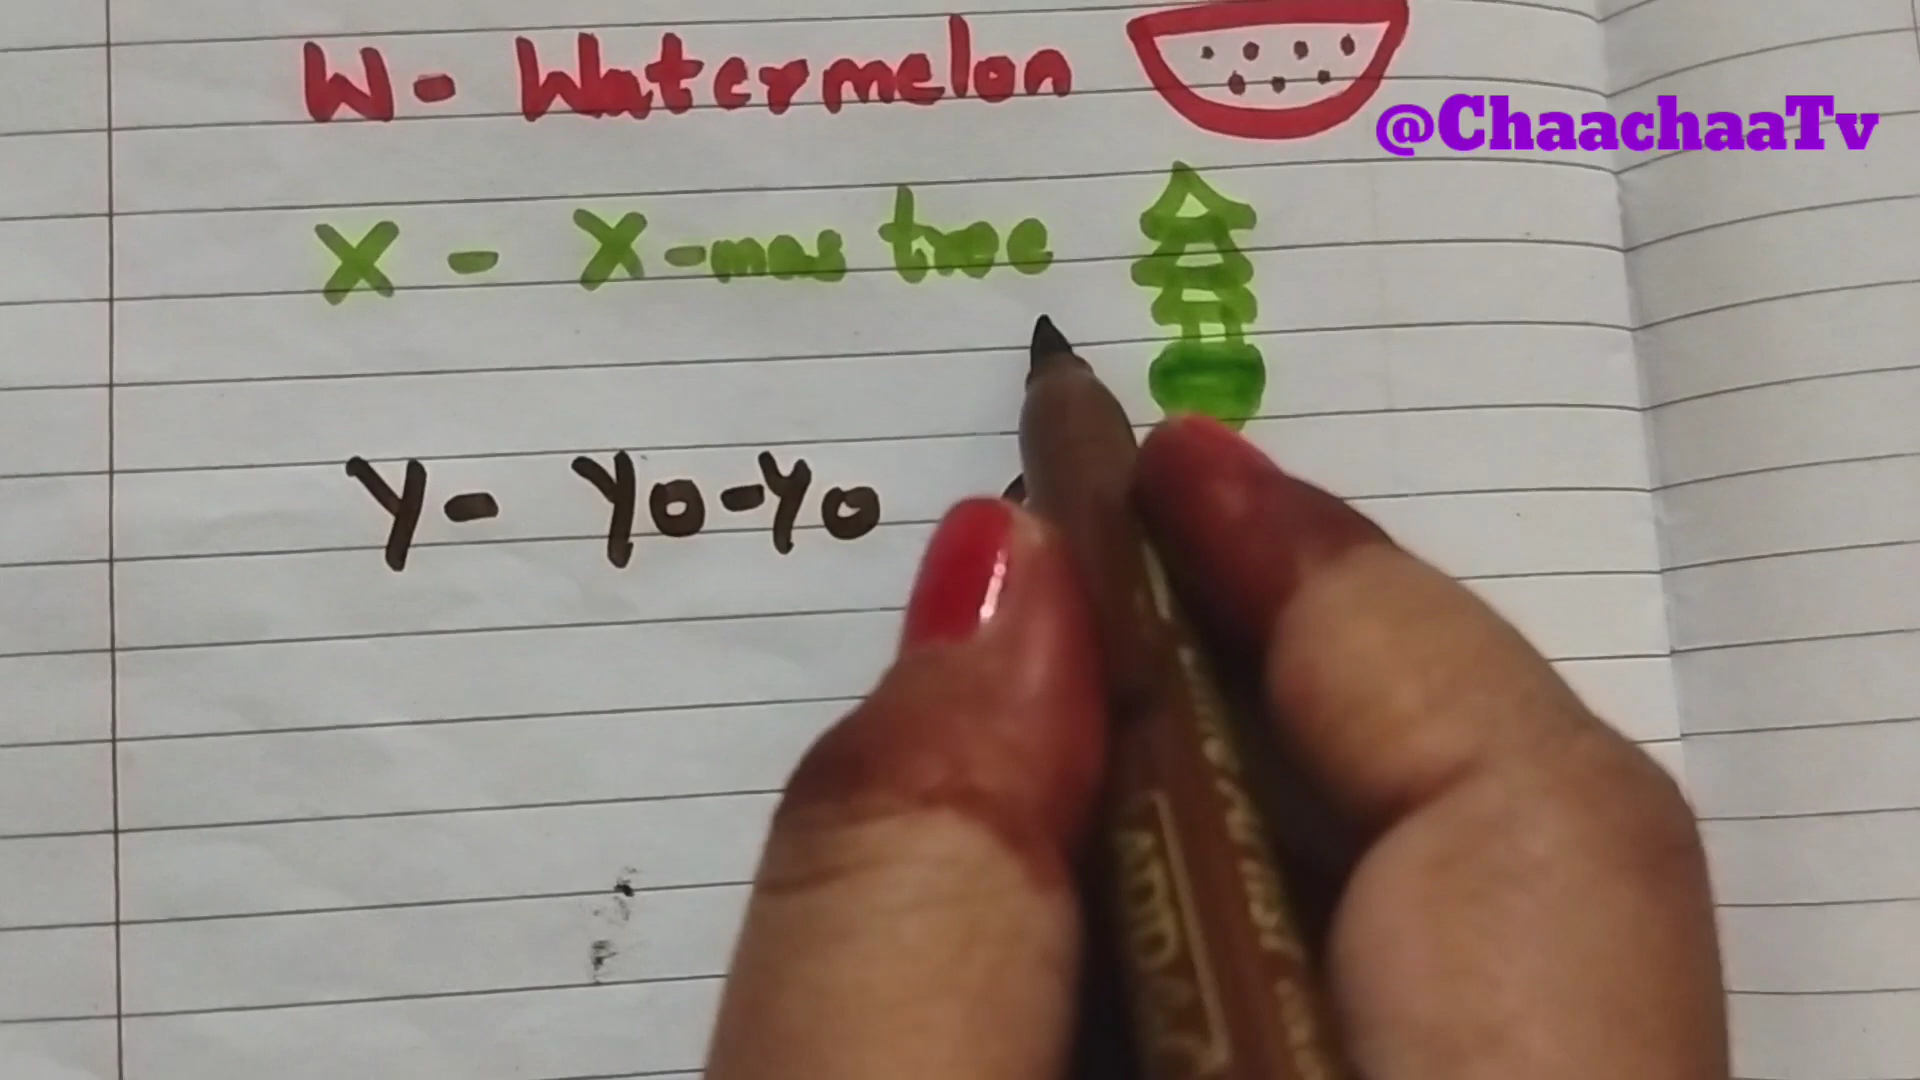 W- Watermelon
@ChaachaaTv
X - X-mas tree
Y- Yo-Yo